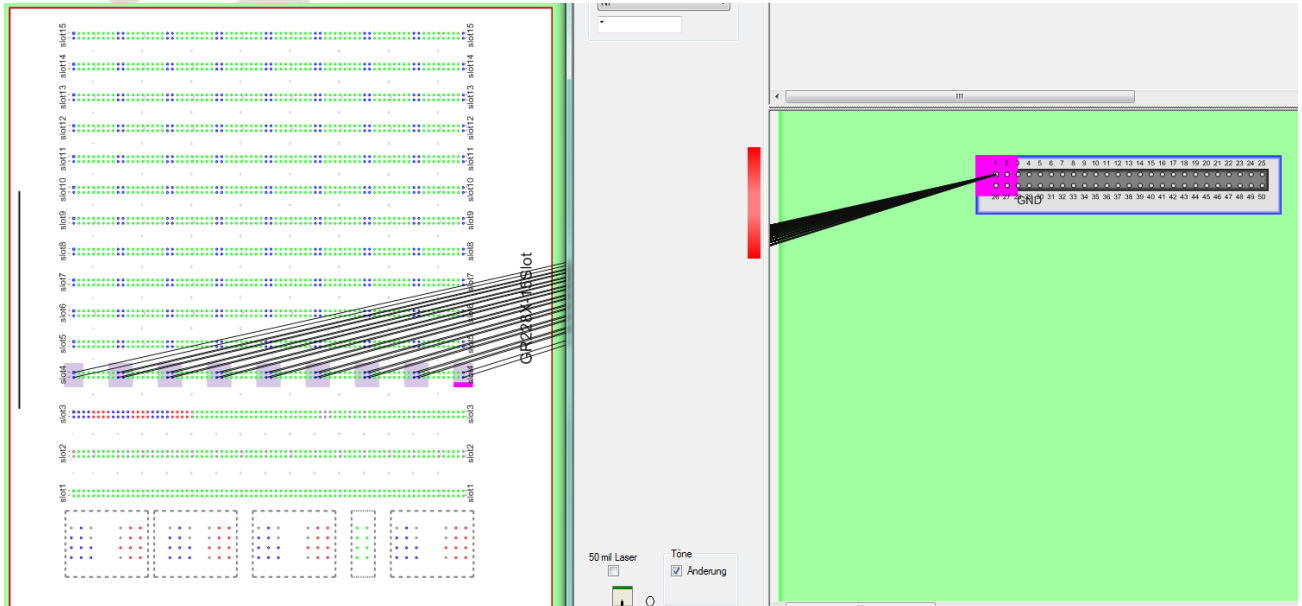 slot15 slot15
slot14 slot14
slot13 slot13
slot12 slot12
slot11 slot11
slot10 slot10
slot9 slot9
slot8 slot8
slot7 slot7
slot6
slot5 slot5
slot4 slot4
slot3 slot3
slot2 slot2
slot1 slot1
GR228X-15Slot
50 mil Laser
Töne
Änderung
1 2 3 4 5 6 7 8 9 10 11 12 13 14 15 16 17 18 19 20 21 22 23 24 25
26 27 28 29 30 31 32 33 34 35 36 37 38 39 40 41 42 43 44 45 46 47 48 49 50
GND